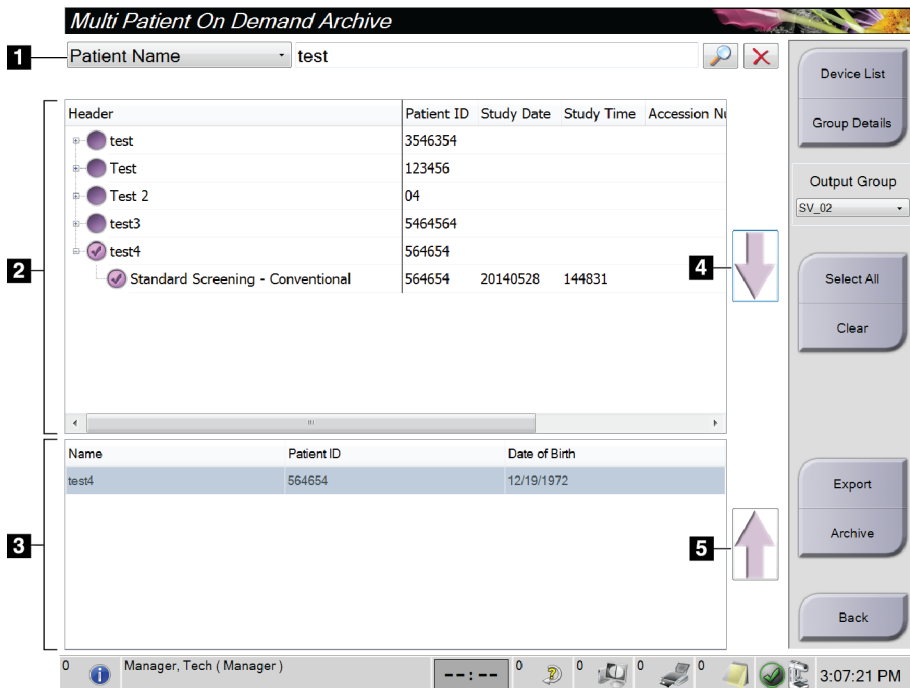 Multi Patient On Demand Archive
1
Patient Name
test
Device List
Group Details
Output Group
SV_02
Select All
Clear
Export
Archive
Back
2
Header Patient ID Study Date Study Time Accession Nu
test 3546354
Test 123456
Test 2 04
test3 5464564
test4 564654
Standard Screening - Conventional 564654 20140528 144831
4
3
Name Patient ID Date of Birth
test4 564654 12/19/1972
5
0 Manager, Tech ( Manager ) --:-- 0 0 0 0 3:07:21 PM